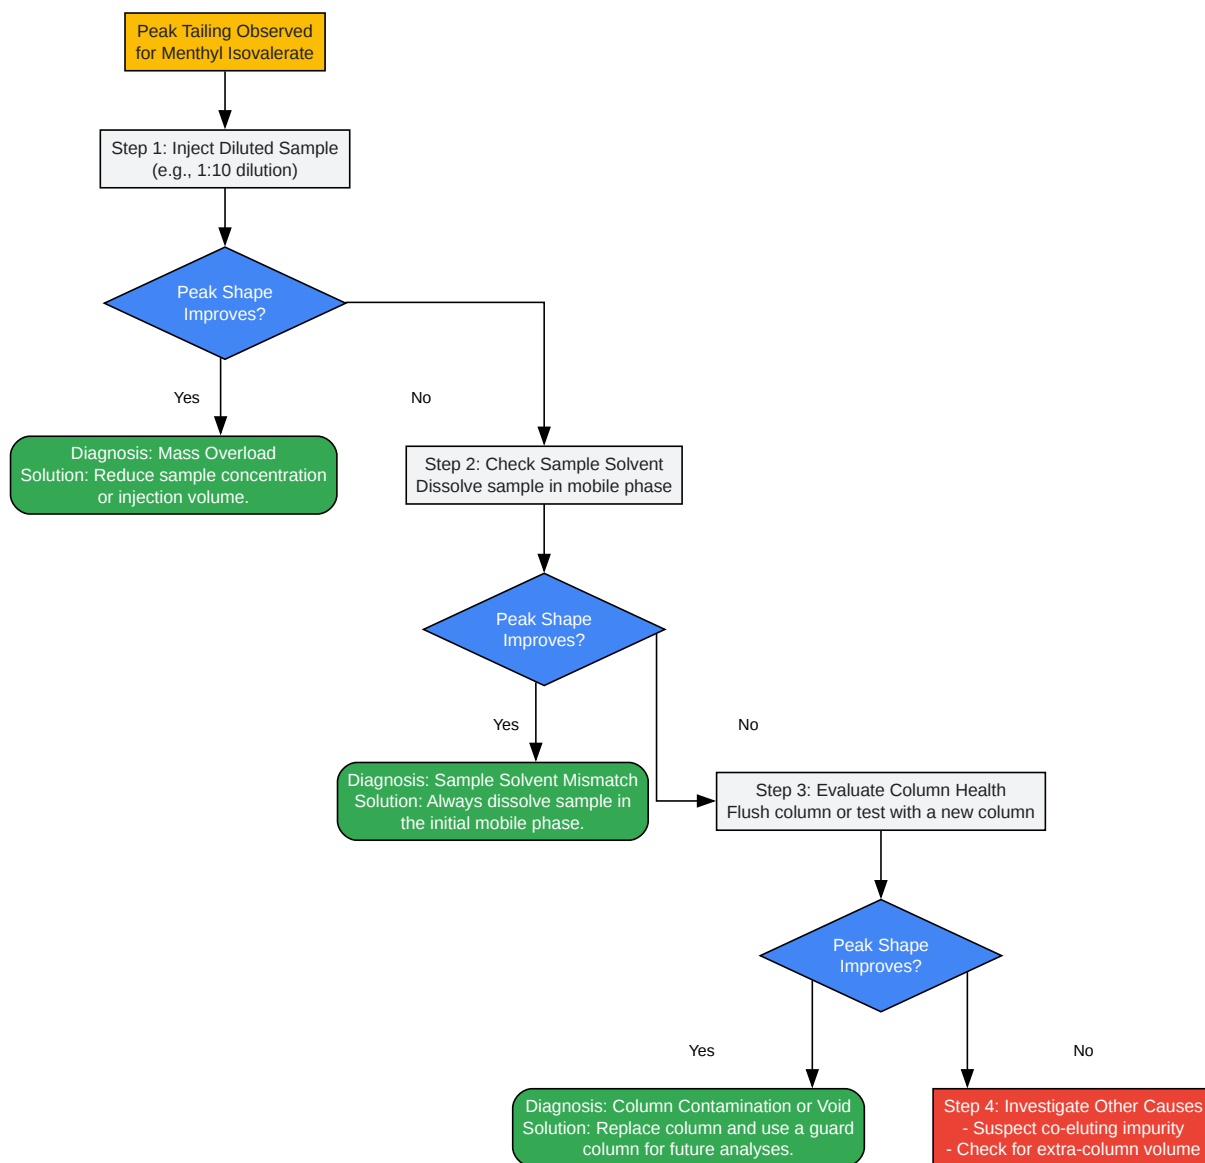 Peak Tailing Observed
for Menthyl Isovalerate
Step 1: Inject Diluted Sample
(e.g., 1:10 dilution)
Peak Shape
Improves?
Yes
No
Diagnosis: Mass Overload
Solution: Reduce sample concentration
or injection volume.
Step 2: Check Sample Solvent
Dissolve sample in mobile phase
Peak Shape
Improves?
Yes
No
Diagnosis: Sample Solvent Mismatch
Solution: Always dissolve sample in
the initial mobile phase.
Step 3: Evaluate Column Health
Flush column or test with a new column
Peak Shape
Improves?
Yes
No
Diagnosis: Column Contamination or Void
Solution: Replace column and use a guard
column for future analyses.
Step 4: Investigate Other Causes
- Suspect co-eluting impurity
- Check for extra-column volume